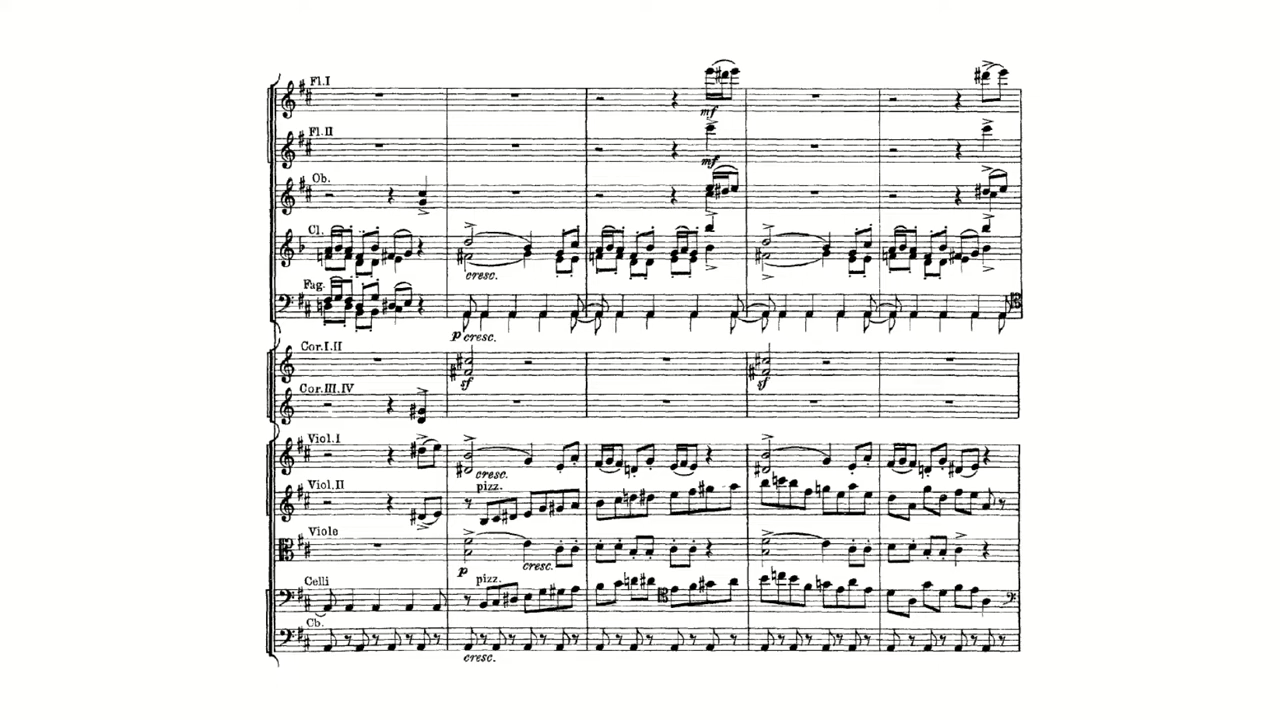 Fl.I
mf
Fl.II
mf
Ob.
Cl.
cresc.
Fag.
p cresc.
Cor.I.II
sf sf
Cor.III.IV
Viol.I
cresc.
Viol.II
pizz.
Viole
p cresc.
Celli
pizz.
Cb.
cresc.